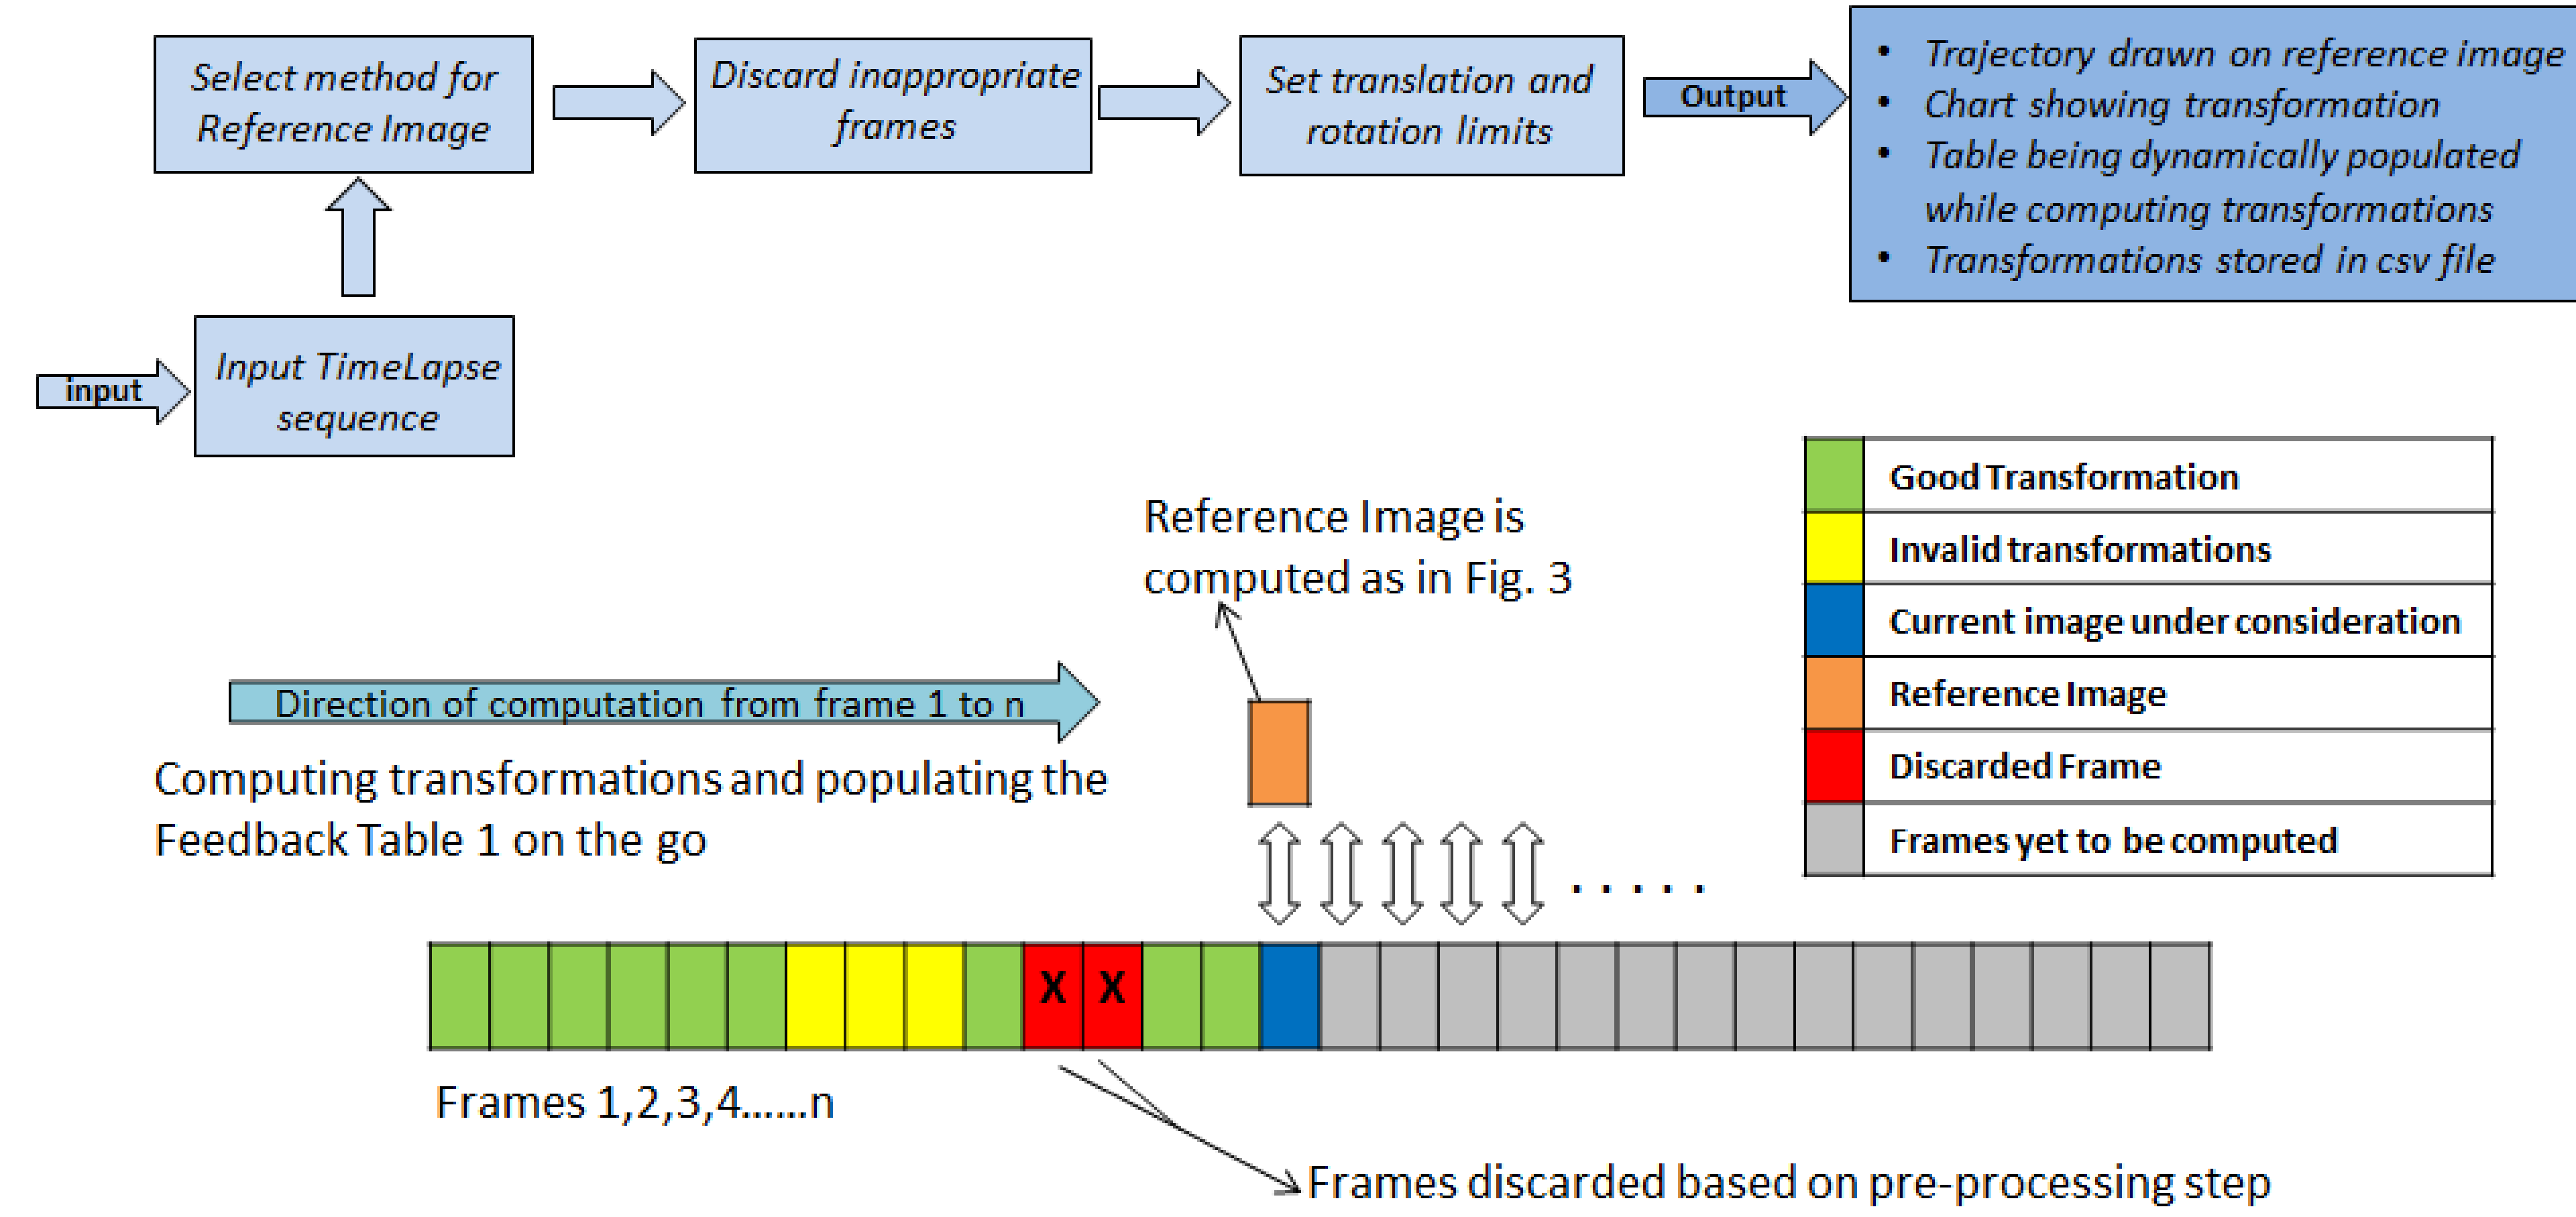 Select method for
Reference Image
Discard inappropriate
frames
Set translation and
rotation limits
Output
• Trajectory drawn on reference image
• Chart showing transformation
• Table being dynamically populated
while computing transformations
• Transformations stored in csv file
input
Input TimeLapse
sequence
Good Transformation
Invalid transformations
Current image under consideration
Reference Image
Discarded Frame
Frames yet to be computed
Reference Image is
computed as in Fig. 3
Direction of computation from frame 1 to n
Computing transformations and populating the
Feedback Table 1 on the go
. . . . .
X X
Frames 1,2,3,4......n
Frames discarded based on pre-processing step